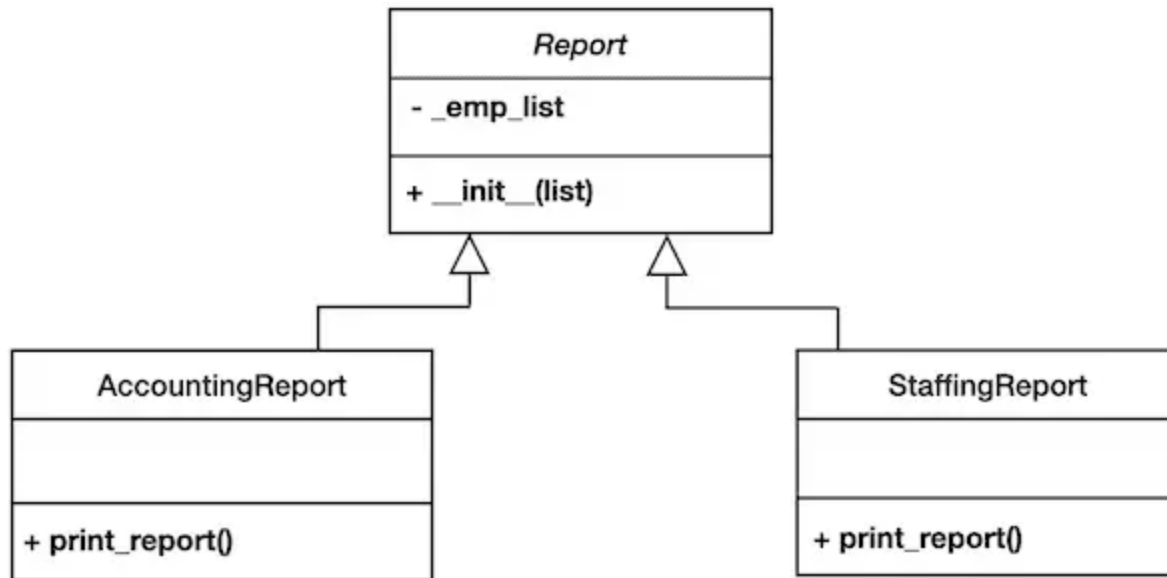 Report
- _emp_list
+ __init__(list)
AccountingReport
+ print_report()
StaffingReport
+ print_report()